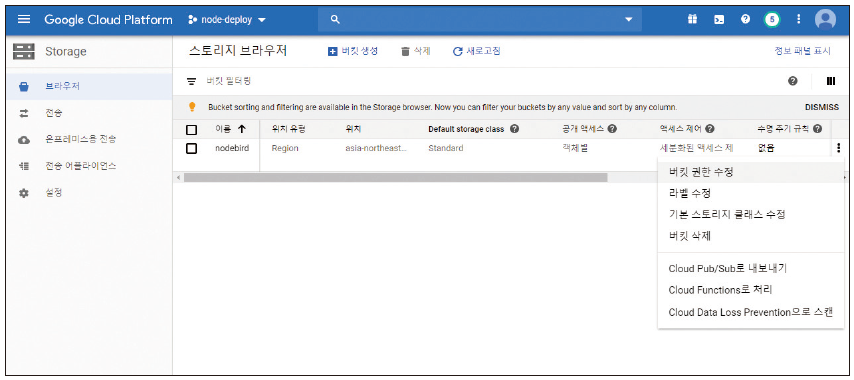 Google Cloud Platform node-deploy 5
Storage
스토리지 브라우저 버킷 생성 삭제 새로고침 정보 패널 표시
브라우저
전송
온프레미스용 전송
전송 어플라이언스
설정
버킷 필터링
Bucket sorting and filtering are available in the Storage browser. Now you can filter your buckets by any value and sort by any column. DISMISS
이름 위치 유형 위치 Default storage class 공개 액세스 액세스 제어 수명 주기 규칙
nodebird Region asia-northeast... Standard 객체별 세분화된 액세스 제 없음
버킷 권한 수정
라벨 수정
기본 스토리지 클래스 수정
버킷 삭제
Cloud Pub/Sub로 내보내기
Cloud Functions로 처리
Cloud Data Loss Prevention으로 스캔